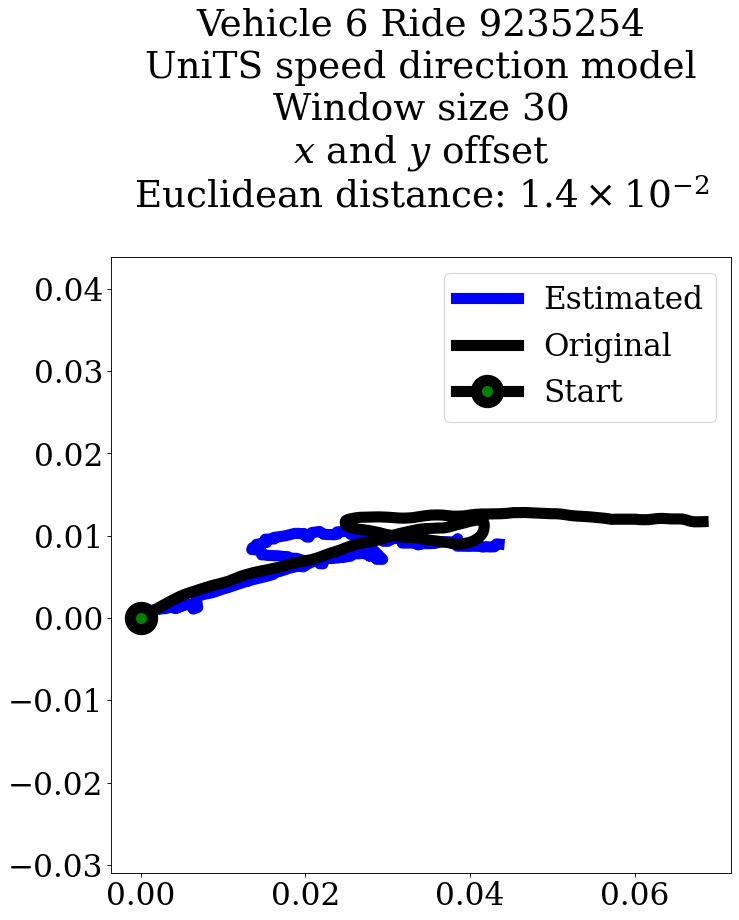 Vehicle 6 Ride 9235254
UniTS speed direction model
Window size 30
x and y offset
Euclidean distance: 1.4 × 10⁻²
Estimated
Original
Start
0.04
0.03
0.02
0.01
0.00
−0.01
−0.02
−0.03
0.00 0.02 0.04 0.06